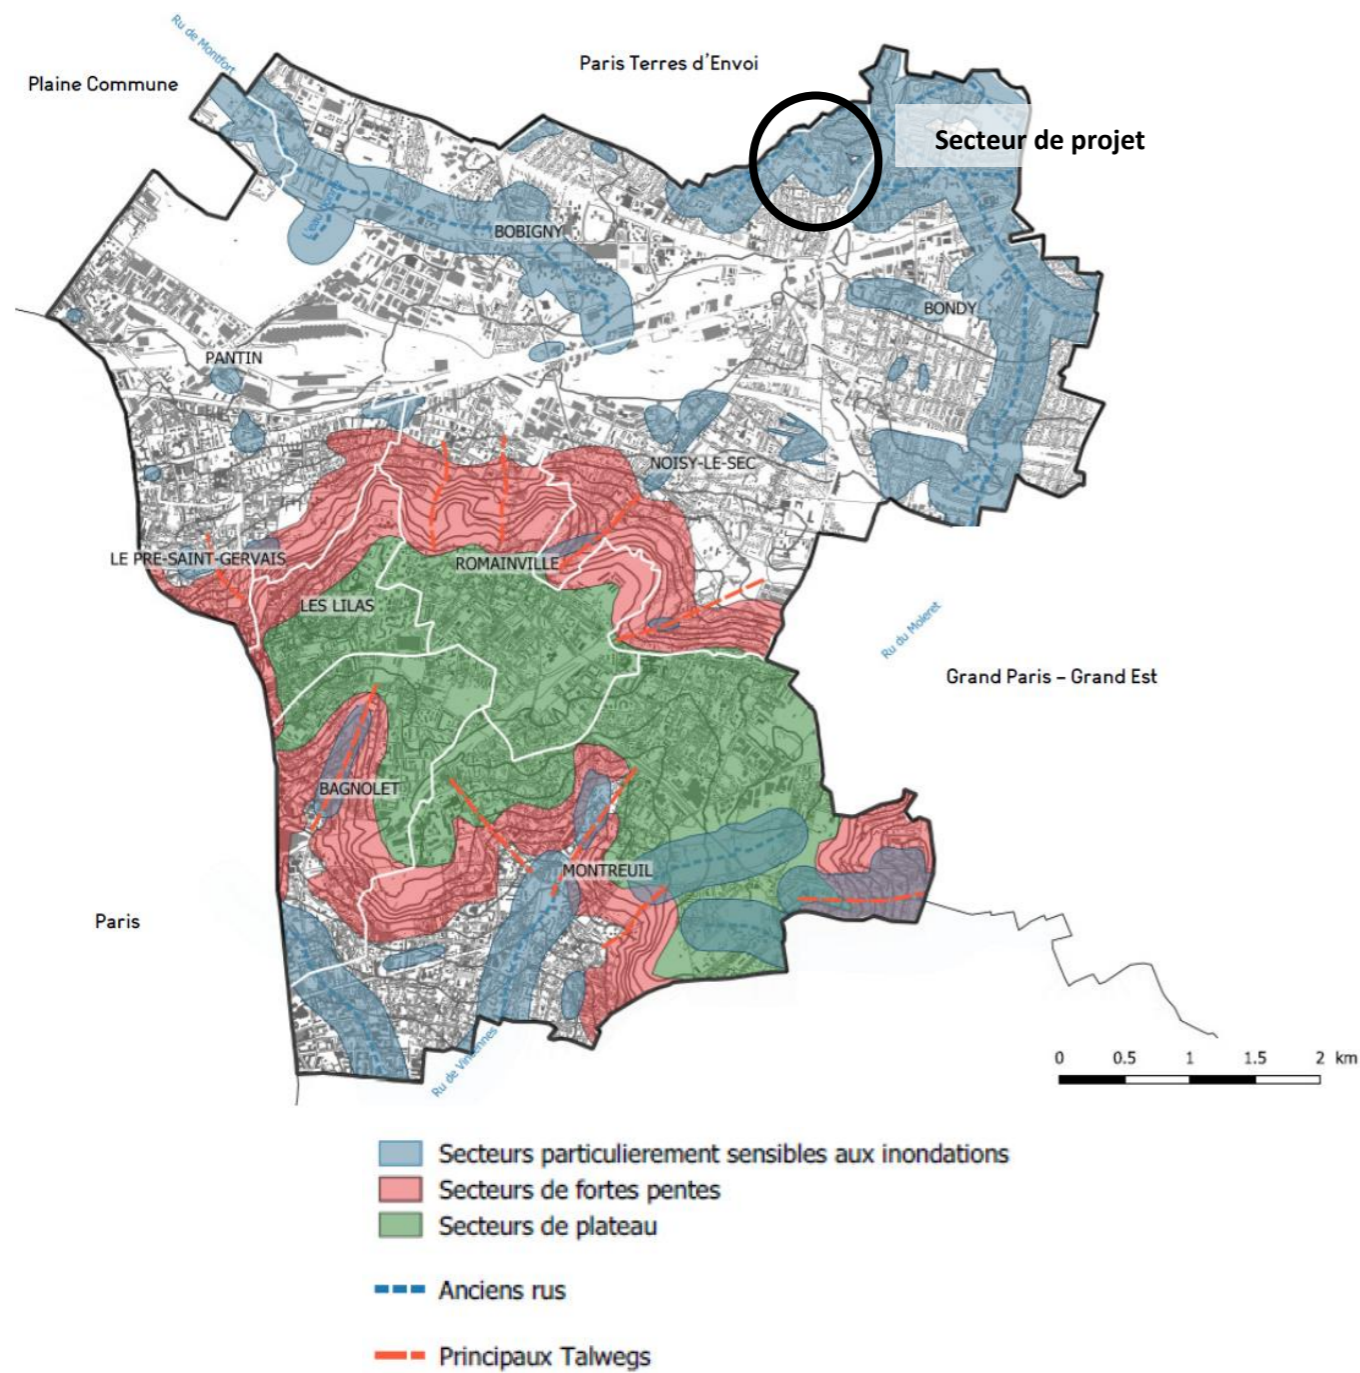 Ru de Montfort
Paris Terres d'Envoi
Plaine Commune
Secteur de projet
BOBIGNY
BONDY
PANTIN
NOISY-LE-SEC
LE PRE-SAINT-GERVAIS
ROMAINVILLE
LES LILAS
Ru du Moleret
Grand Paris – Grand Est
BAGNOLET
MONTREUIL
Paris
Ru de Vincennes
0 0.5 1 1.5 2 km
Secteurs particulierement sensibles aux inondations
Secteurs de fortes pentes
Secteurs de plateau
Anciens rus
Principaux Talwegs